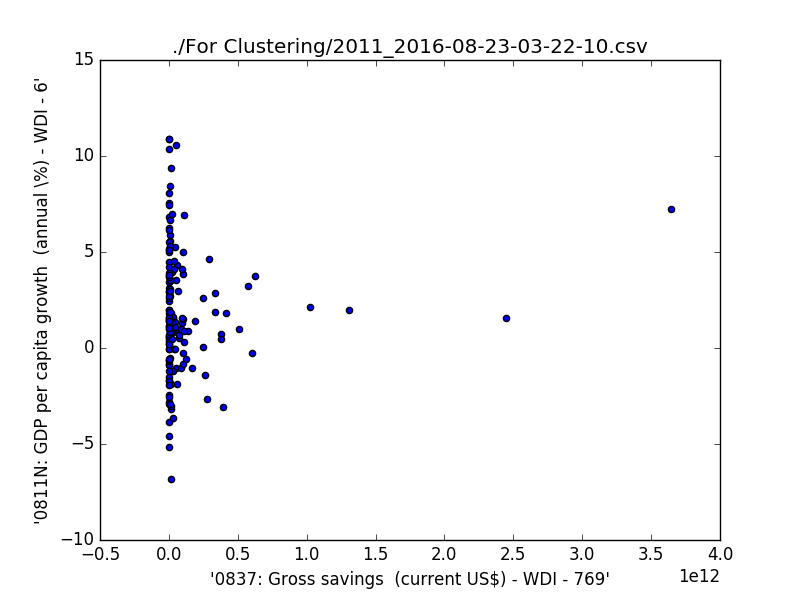 ./For Clustering/2011_2016-08-23-03-22-10.csv
15
10
5
0
−5
−10
'0811N: GDP per capita growth  (annual \%) - WDI - 6'
−0.5 0.0 0.5 1.0 1.5 2.0 2.5 3.0 3.5 4.0
1e12
'0837: Gross savings  (current US$) - WDI - 769'